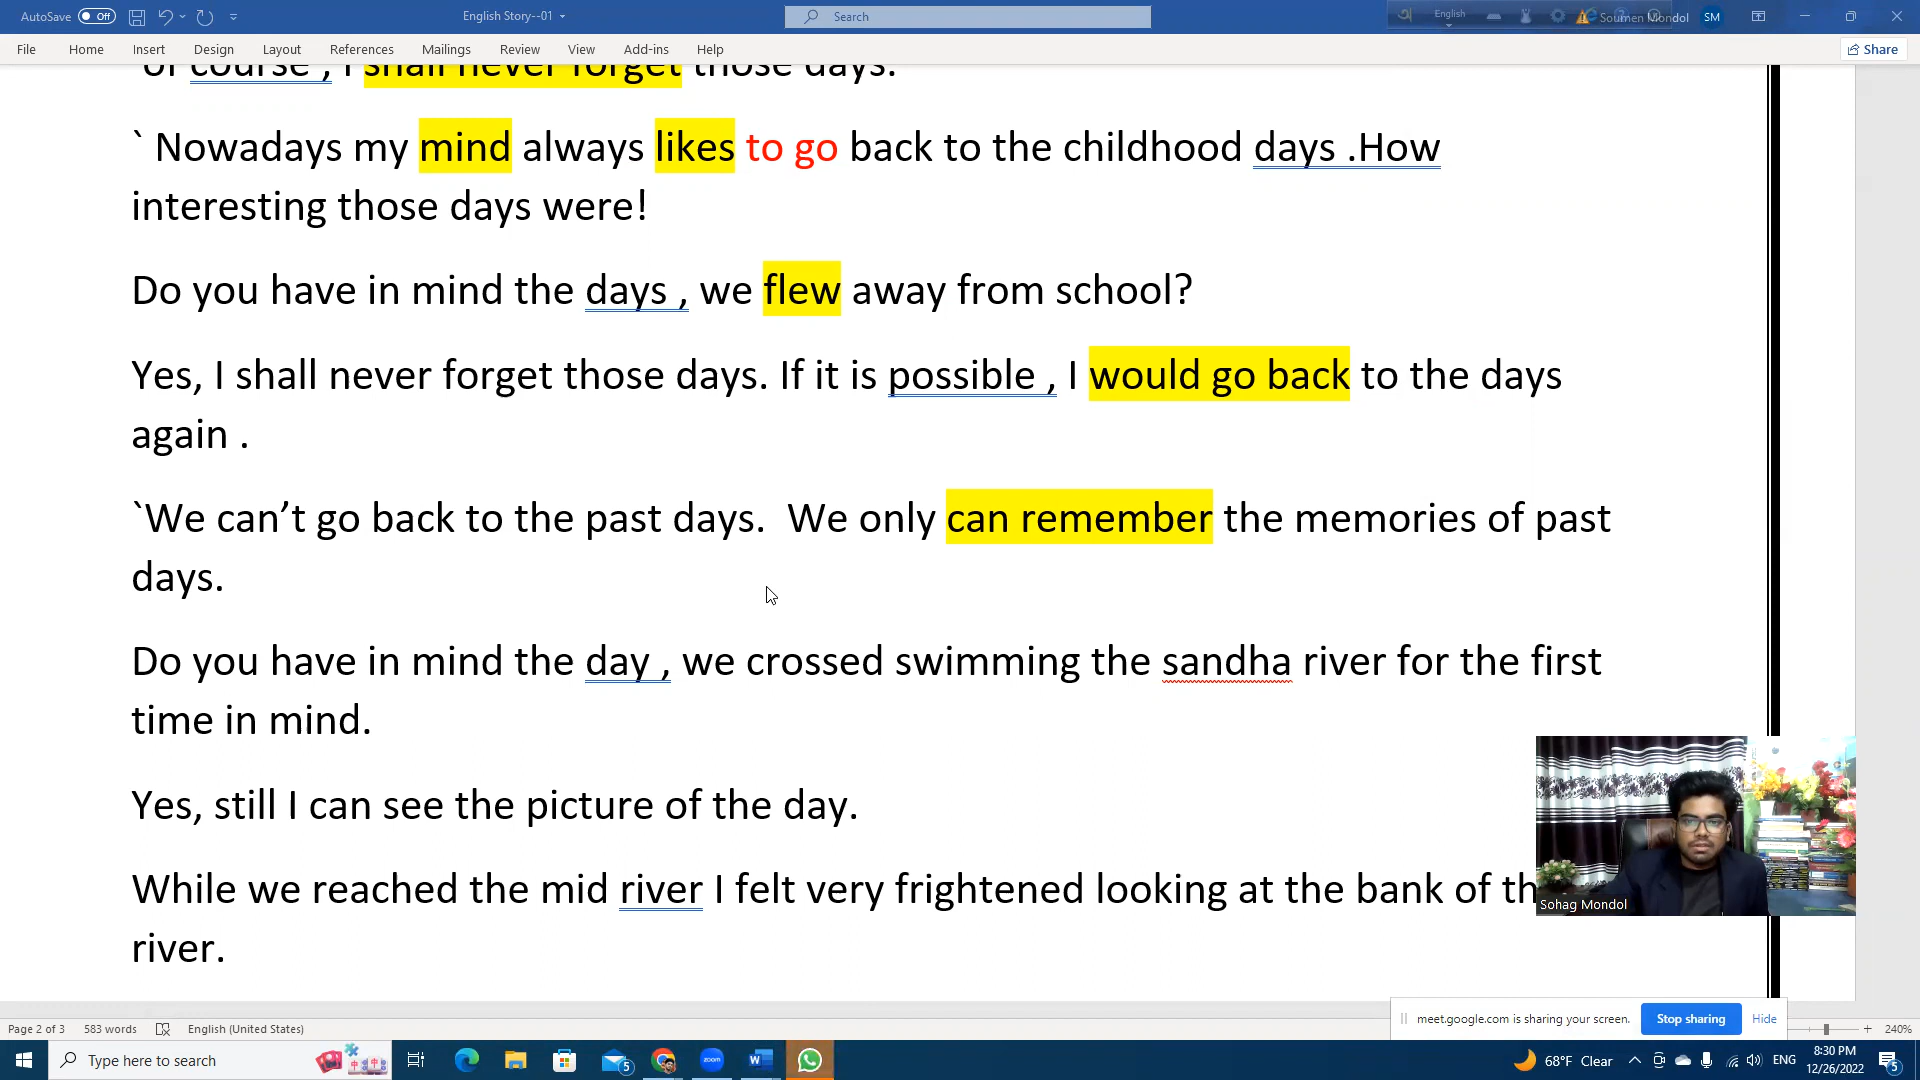 AutoSave Off English Story--01 Search English Soumen Mondol SM
File Home Insert Design Layout References Mailings Review View Add-ins Help Share
of course , I shall never forget those days.
` Nowadays my mind always likes to go back to the childhood days .How
interesting those days were!
Do you have in mind the days , we flew away from school?
Yes, I shall never forget those days. If it is possible , I would go back to the days
again .
`We can’t go back to the past days.  We only can remember the memories of past
days.
Do you have in mind the day , we crossed swimming the sandha river for the first
time in mind.
Yes, still I can see the picture of the day.
While we reached the mid river I felt very frightened looking at the bank of th
river.
Sohag Mondol
meet.google.com is sharing your screen. Stop sharing Hide
Page 2 of 3 583 words English (United States) 240%
Type here to search zoom 5 68°F Clear ENG 8:30 PM 5
12/26/2022